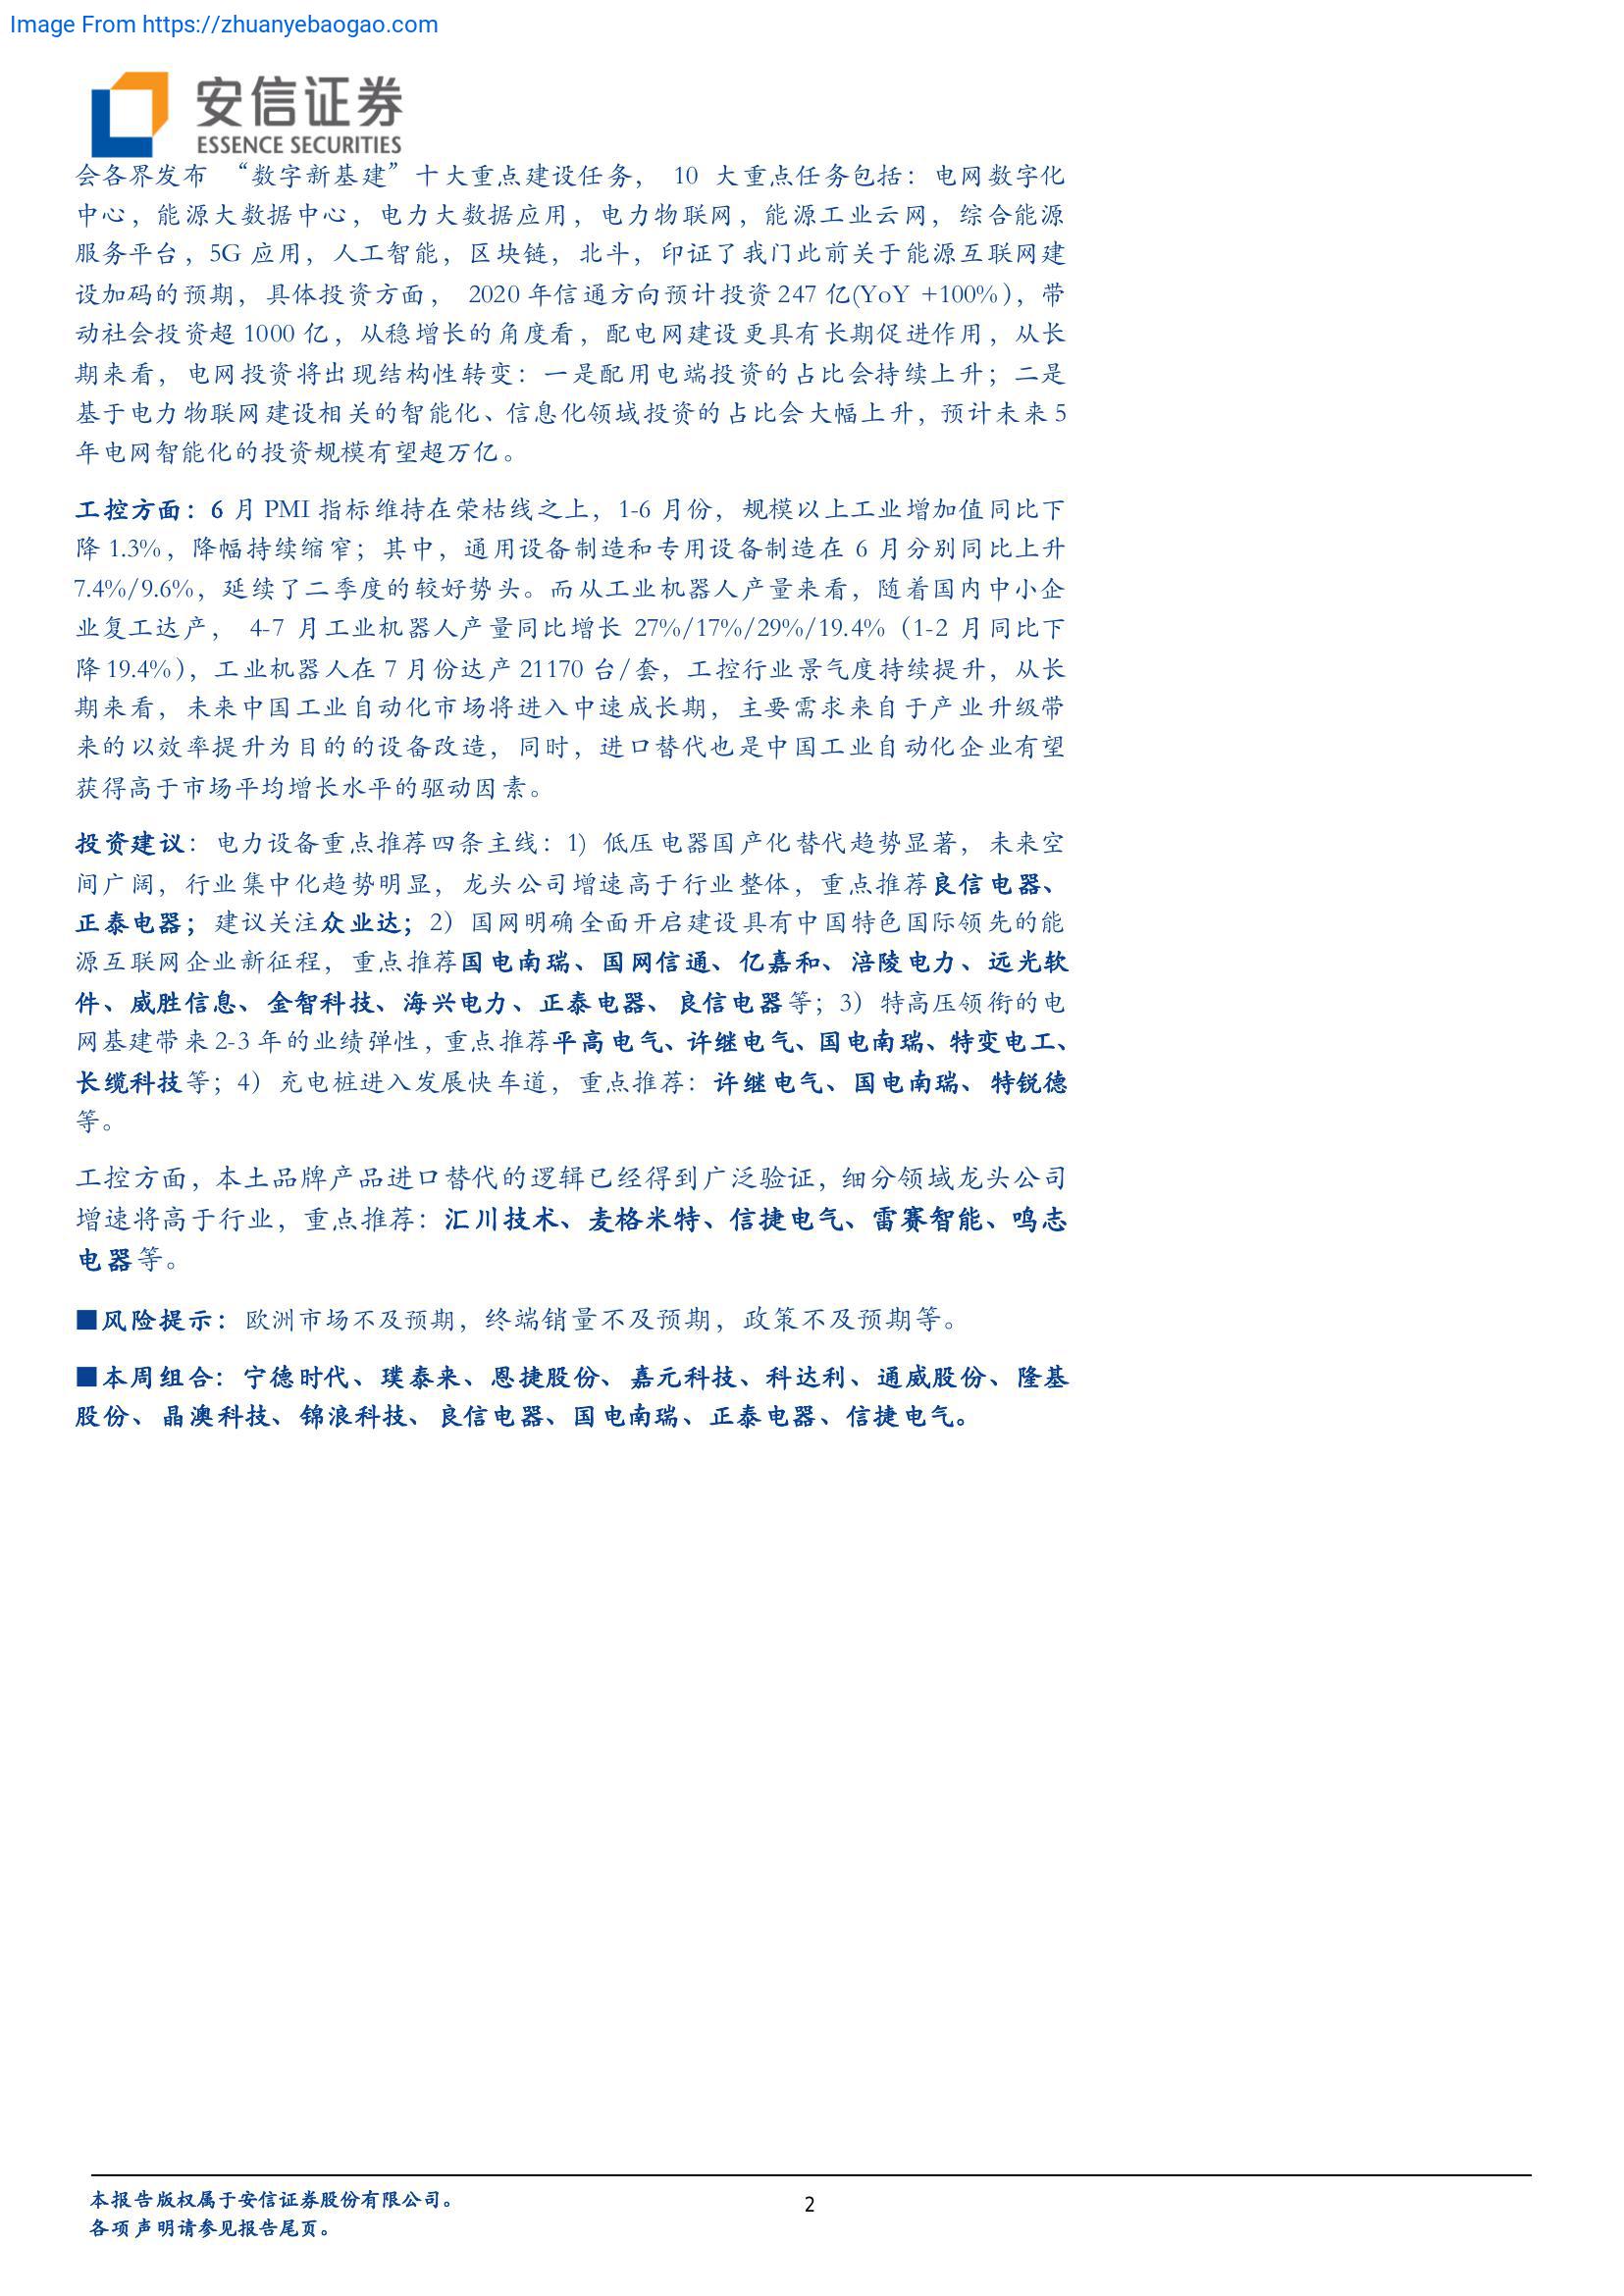 Image From https://zhuanyebaogao.com
安信证券
ESSENCE SECURITIES
会各界发布 “数字新基建”十大重点建设任务， 10 大重点任务包括：电网数字化
中心，能源大数据中心，电力大数据应用，电力物联网，能源工业云网，综合能源
服务平台，5G 应用，人工智能，区块链，北斗，印证了我门此前关于能源互联网建
设加码的预期，具体投资方面， 2020 年信通方向预计投资 247 亿(YoY +100%)，带
动社会投资超 1000 亿，从稳增长的角度看，配电网建设更具有长期促进作用，从长
期来看，电网投资将出现结构性转变：一是配用电端投资的占比会持续上升；二是
基于电力物联网建设相关的智能化、信息化领域投资的占比会大幅上升，预计未来 5
年电网智能化的投资规模有望超万亿。
工控方面：6 月 PMI 指标维持在荣枯线之上，1-6 月份，规模以上工业增加值同比下
降 1.3%，降幅持续缩窄；其中，通用设备制造和专用设备制造在 6 月分别同比上升
7.4%/9.6%，延续了二季度的较好势头。而从工业机器人产量来看，随着国内中小企
业复工达产， 4-7 月工业机器人产量同比增长 27%/17%/29%/19.4%（1-2 月同比下
降 19.4%），工业机器人在 7 月份达产 21170 台/套，工控行业景气度持续提升，从长
期来看，未来中国工业自动化市场将进入中速成长期，主要需求来自于产业升级带
来的以效率提升为目的的设备改造，同时，进口替代也是中国工业自动化企业有望
获得高于市场平均增长水平的驱动因素。
投资建议：电力设备重点推荐四条主线：1）低压电器国产化替代趋势显著，未来空
间广阔，行业集中化趋势明显，龙头公司增速高于行业整体，重点推荐良信电器、
正泰电器；建议关注众业达；2）国网明确全面开启建设具有中国特色国际领先的能
源互联网企业新征程，重点推荐国电南瑞、国网信通、亿嘉和、涪陵电力、远光软
件、威胜信息、金智科技、海兴电力、正泰电器、良信电器等；3）特高压领衔的电
网基建带来 2-3 年的业绩弹性，重点推荐平高电气、许继电气、国电南瑞、特变电工、
长缆科技等；4）充电桩进入发展快车道，重点推荐：许继电气、国电南瑞、特锐德
等。
工控方面，本土品牌产品进口替代的逻辑已经得到广泛验证，细分领域龙头公司
增速将高于行业，重点推荐：汇川技术、麦格米特、信捷电气、雷赛智能、鸣志
电器等。
■风险提示：欧洲市场不及预期，终端销量不及预期，政策不及预期等。
■本周组合：宁德时代、璞泰来、恩捷股份、嘉元科技、科达利、通威股份、隆基
股份、晶澳科技、锦浪科技、良信电器、国电南瑞、正泰电器、信捷电气。
本报告版权属于安信证券股份有限公司。
2
各项声明请参见报告尾页。